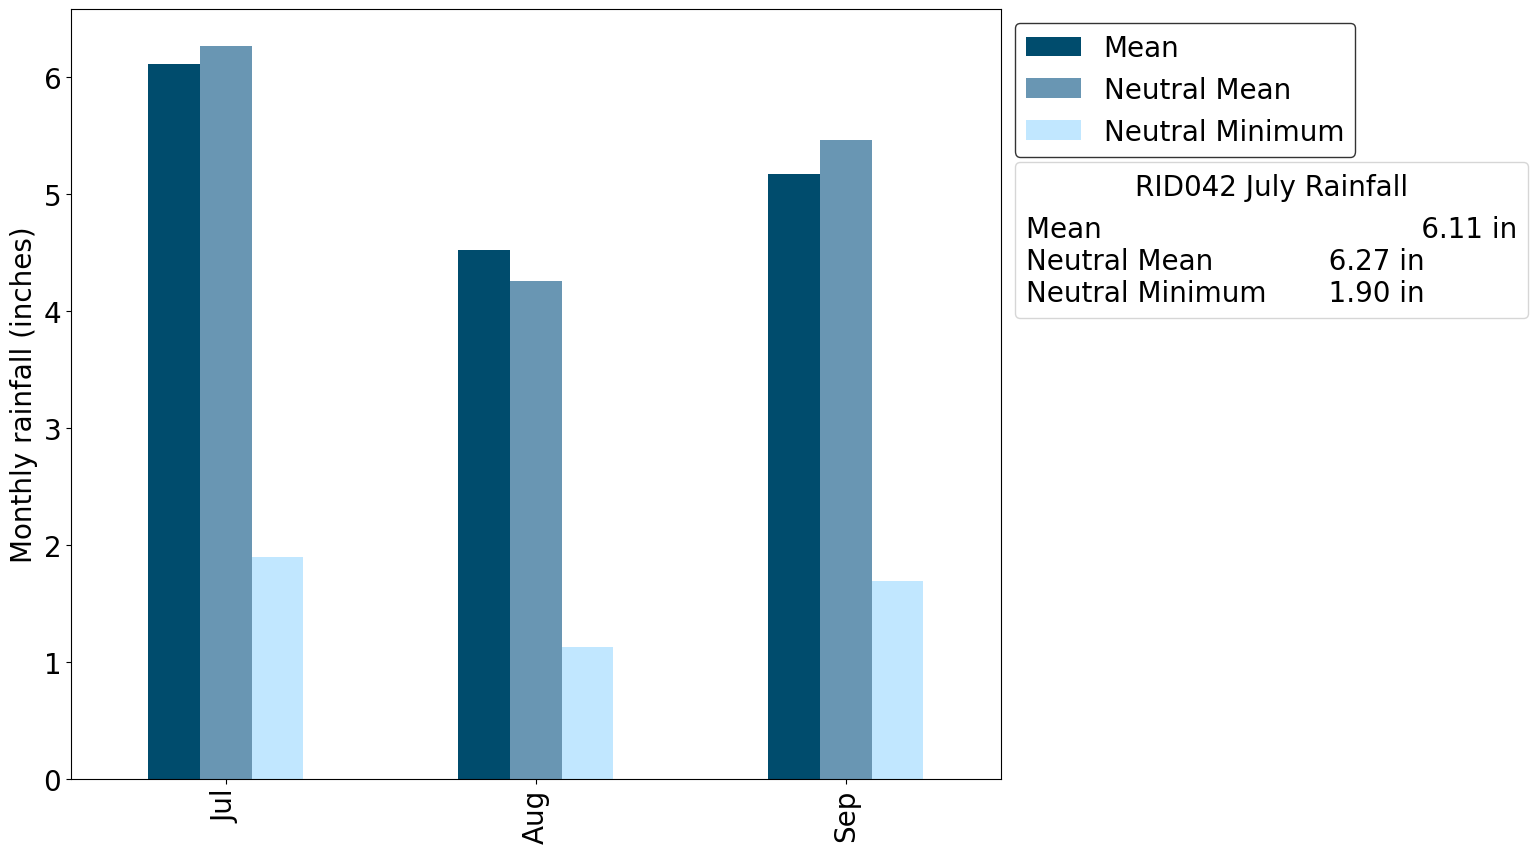 Monthly rainfall (inches)
6
5
4
3
2
1
0
Jul
Aug
Sep
Mean
Neutral Mean
Neutral Minimum
RID042 July Rainfall
Mean 6.11 in
Neutral Mean 6.27 in
Neutral Minimum 1.90 in